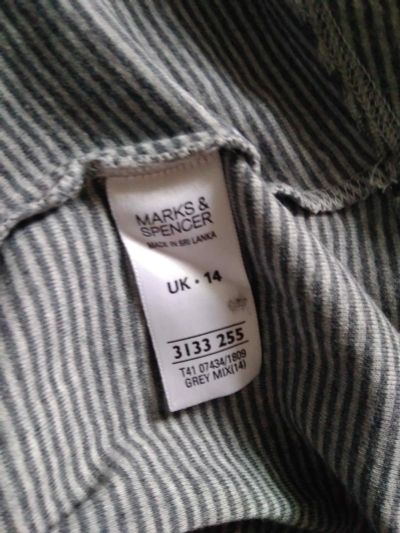 MARKS &
SPENCER
MADE IN SRI LANKA
UK • 14
3133 255
T41 07434/1809
GREY MIX(14)